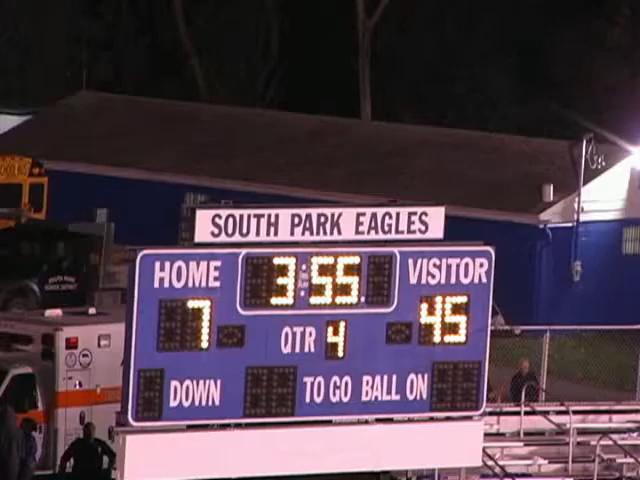 SOUTH PARK EAGLES
HOME 3:55 VISITOR
7 QTR 4 45
DOWN TO GO BALL ON